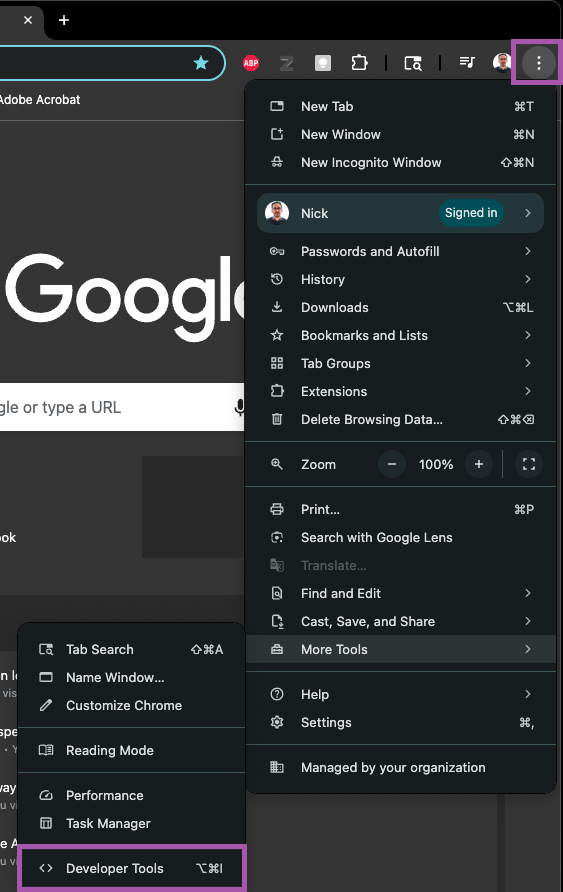 ABP
Adobe Acrobat
New Tab ⌘T
New Window ⌘N
New Incognito Window ⇧⌘N
Nick Signed in
Passwords and Autofill
History
Downloads ⌥⌘L
Bookmarks and Lists
Tab Groups
Extensions
Delete Browsing Data... ⇧⌘⌫
Google
gle or type a URL
Zoom − 100% +
Print... ⌘P
ook
Search with Google Lens
Translate...
Find and Edit
Cast, Save, and Share
More Tools
Help
Settings ⌘,
Managed by your organization
Tab Search ⇧⌘A
Name Window...
Customize Chrome
Reading Mode
Performance
Task Manager
Developer Tools ⌥⌘I